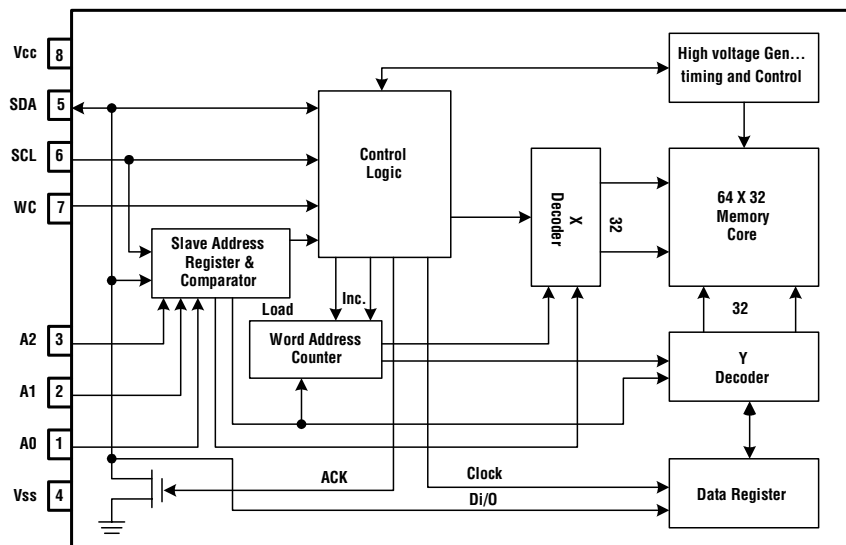 Vcc
8
SDA
5
SCL
6
WC
7
A2
3
A1
2
A0
1
Vss
4
High voltage Gen...
timing and Control
Control
Logic
X
Decoder
32
64 X 32
Memory
Core
Slave Address
Register &
Comparator
Load
Inc.
Word Address
Counter
32
Y
Decoder
ACK
Clock
Di/O
Data Register